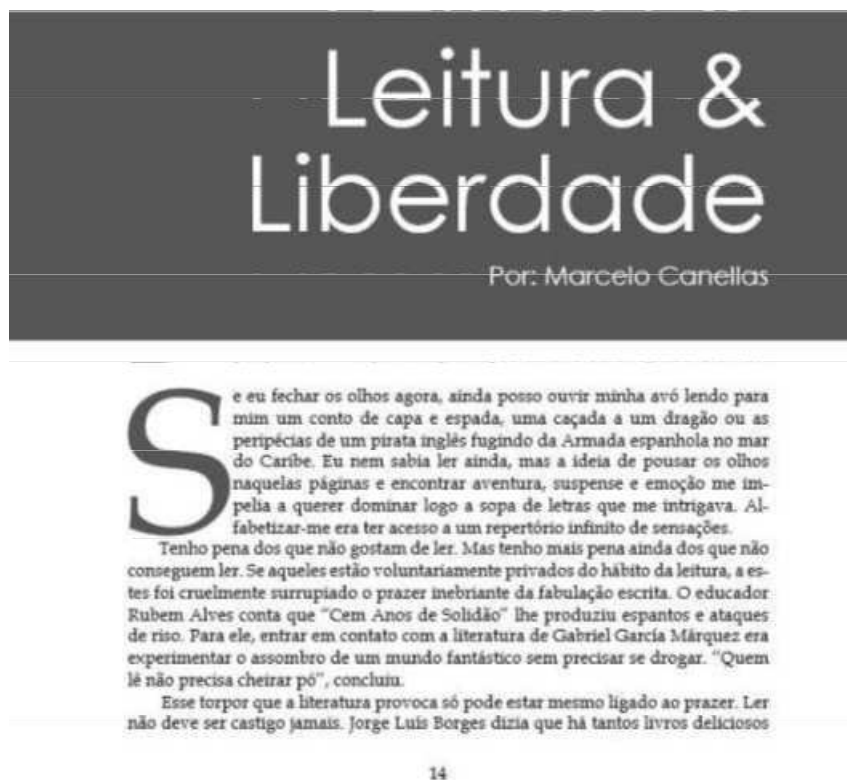 Leitura &
Liberdade
Por: Marcelo Canellas
Se eu fechar os olhos agora, ainda posso ouvir minha avó lendo para
mim um conto de capa e espada, uma caçada a um dragão ou as
peripécias de um pirata inglês fugindo da Armada espanhola no mar
do Caribe. Eu nem sabia ler ainda, mas a ideia de pousar os olhos
naquelas páginas e encontrar aventura, suspense e emoção me im-
pelia a querer dominar logo a sopa de letras que me intrigava. Al-
fabetizar-me era ter acesso a um repertório infinito de sensações.
Tenho pena dos que não gostam de ler. Mas tenho mais pena ainda dos que não
conseguem ler. Se aqueles estão voluntariamente privados do hábito da leitura, a es-
tes foi cruelmente surrupiado o prazer inebriante da fabulação escrita. O educador
Rubem Alves conta que "Cem Anos de Solidão" lhe produziu espantos e ataques
de riso. Para ele, entrar em contato com a literatura de Gabriel García Márquez era
experimentar o assombro de um mundo fantástico sem precisar se drogar. "Quem
lê não precisa cheirar pó", concluiu.
Esse torpor que a literatura provoca só pode estar mesmo ligado ao prazer. Ler
não deve ser castigo jamais. Jorge Luis Borges dizia que há tantos livros deliciosos
14